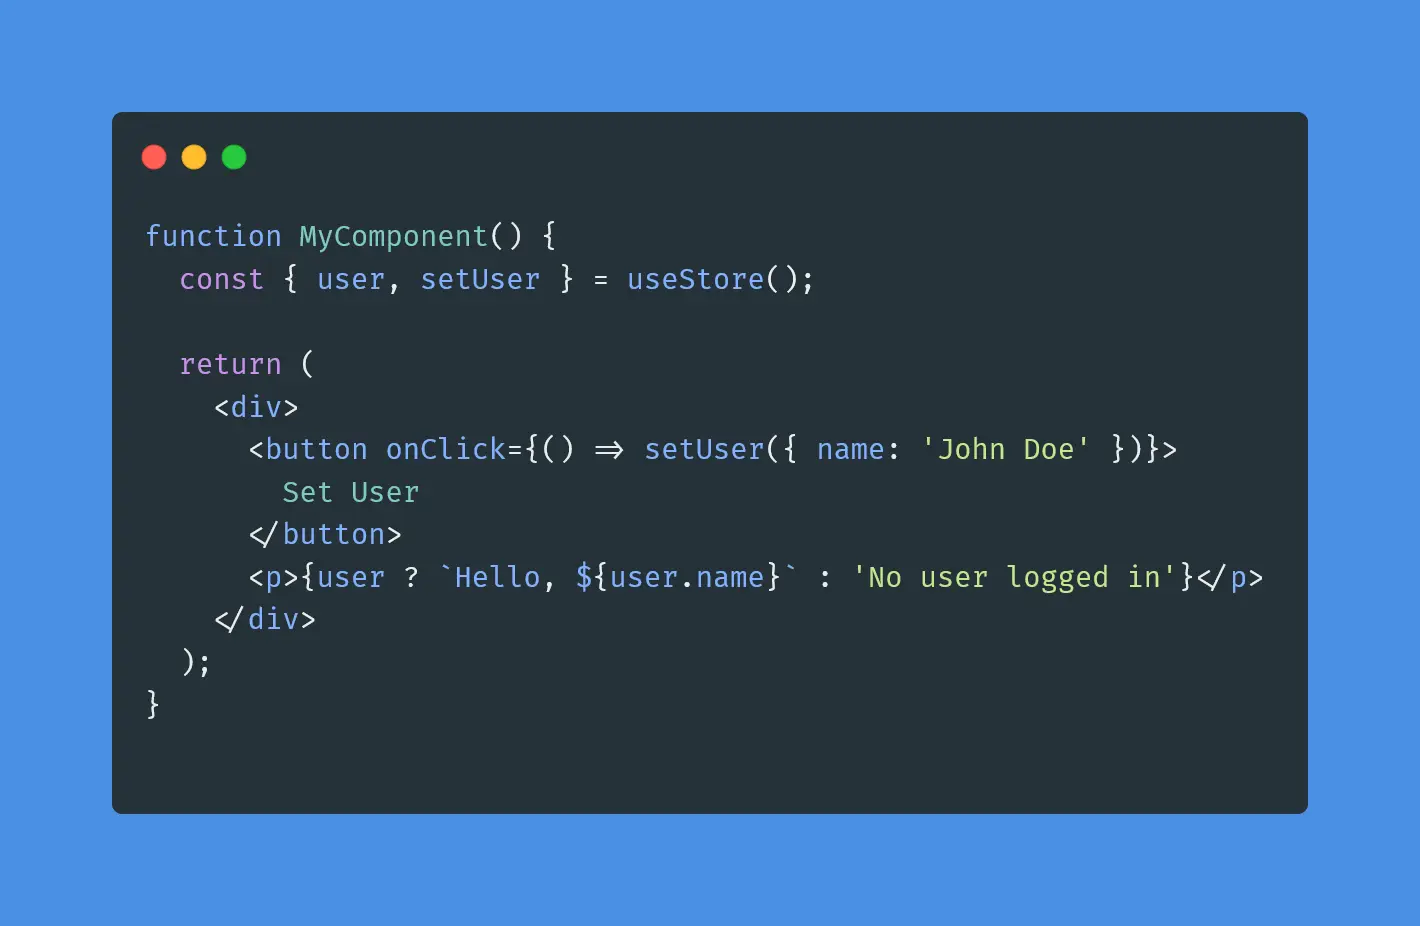 function MyComponent() {
  const { user, setUser } = useStore();

  return (
    <div>
      <button onClick={() => setUser({ name: 'John Doe' })}>
        Set User
      </button>
      <p>{user ? `Hello, ${user.name}` : 'No user logged in'}</p>
    </div>
  );
}